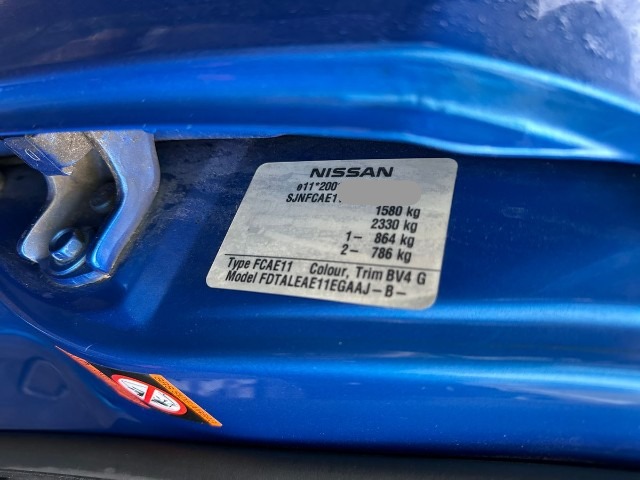 NISSAN
e11*200
SJNFCAE1
1580 kg
2330 kg
1- 864 kg
2- 786 kg
Type FCAE11 Colour, Trim BV4 G
Model FDTALEAE11EGAAJ-B-